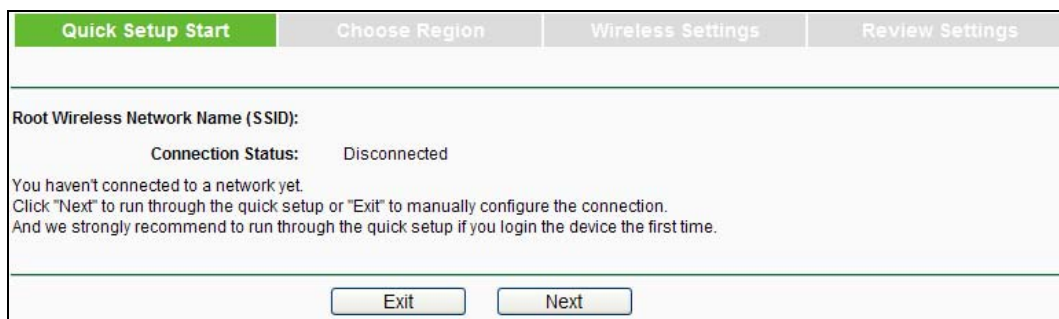 Quick Setup Start Choose Region Wireless Settings Review Settings
Root Wireless Network Name (SSID):
Connection Status: Disconnected
You haven't connected to a network yet.
Click "Next" to run through the quick setup or "Exit" to manually configure the connection.
And we strongly recommend to run through the quick setup if you login the device the first time.
Exit Next